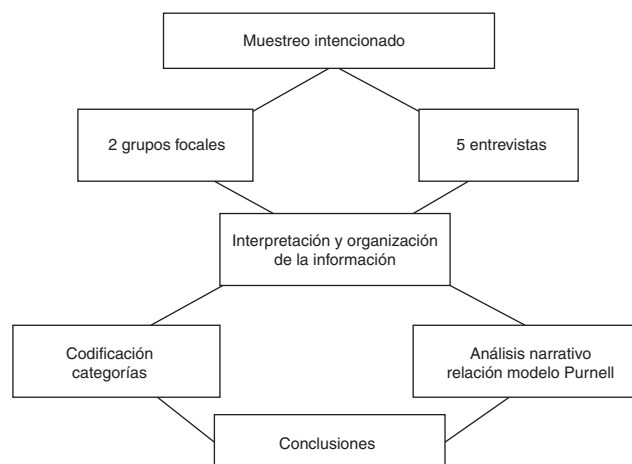 Muestreo intencionado
2 grupos focales
5 entrevistas
Interpretación y organización
de la información
Codificación
categorías
Análisis narrativo
relación modelo Purnell
Conclusiones